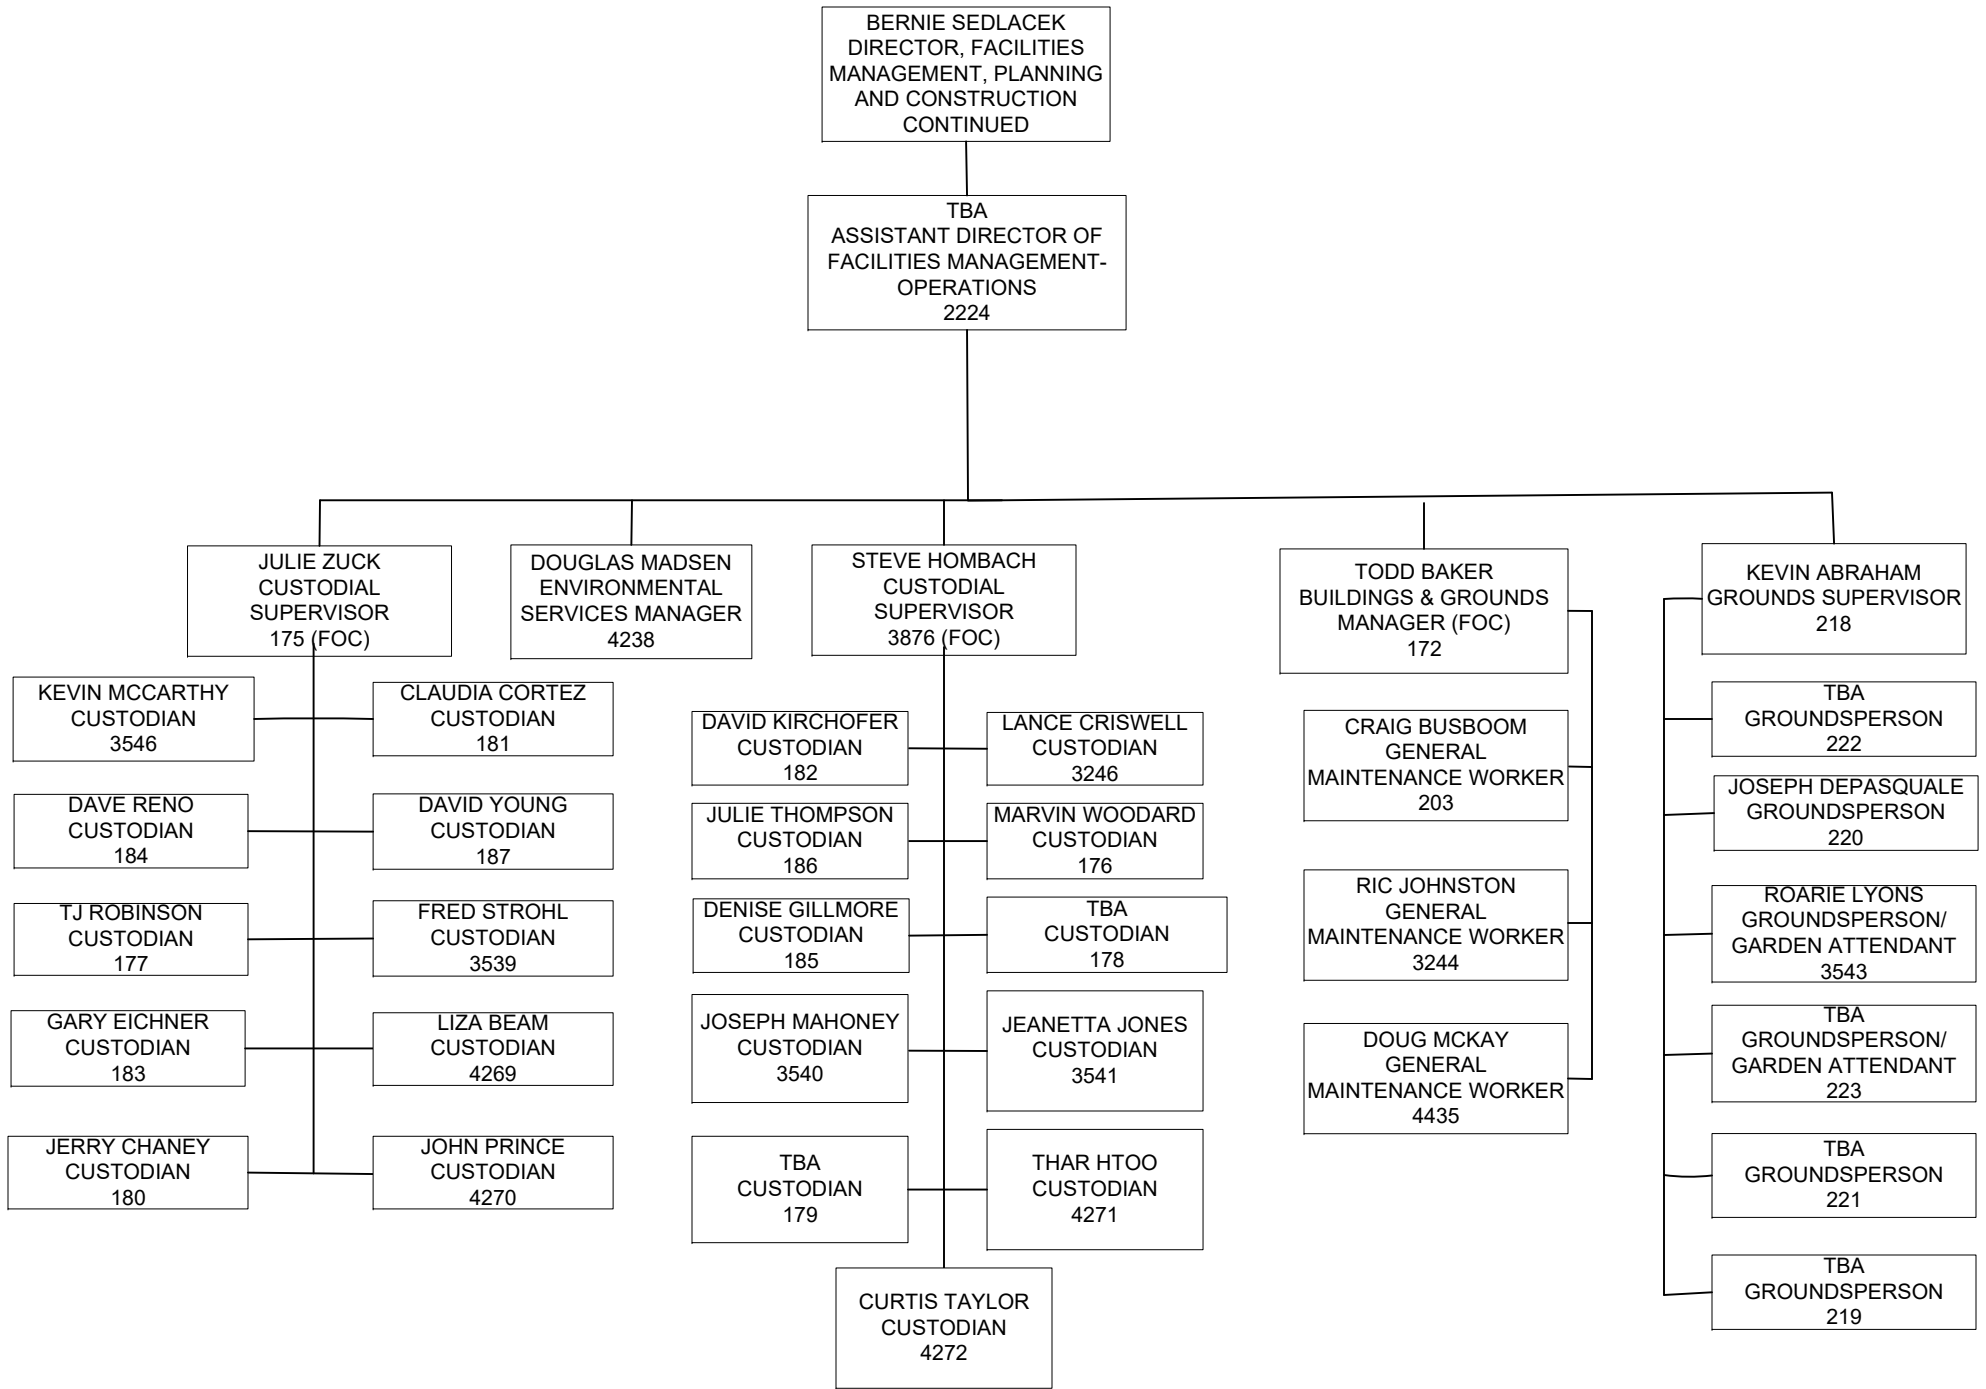 BERNIE SEDLACEK
DIRECTOR, FACILITIES
MANAGEMENT, PLANNING
AND CONSTRUCTION
CONTINUED
TBA
ASSISTANT DIRECTOR OF
FACILITIES MANAGEMENT-
OPERATIONS
2224
JULIE ZUCK
CUSTODIAL
SUPERVISOR
175 (FOC)
DOUGLAS MADSEN
ENVIRONMENTAL
SERVICES MANAGER
4238
STEVE HOMBACH
CUSTODIAL
SUPERVISOR
3876 (FOC)
TODD BAKER
BUILDINGS & GROUNDS
MANAGER (FOC)
172
KEVIN ABRAHAM
GROUNDS SUPERVISOR
218
KEVIN MCCARTHY
CUSTODIAN
3546
CLAUDIA CORTEZ
CUSTODIAN
181
DAVE RENO
CUSTODIAN
184
DAVID YOUNG
CUSTODIAN
187
TJ ROBINSON
CUSTODIAN
177
FRED STROHL
CUSTODIAN
3539
GARY EICHNER
CUSTODIAN
183
LIZA BEAM
CUSTODIAN
4269
JERRY CHANEY
CUSTODIAN
180
JOHN PRINCE
CUSTODIAN
4270
DAVID KIRCHOFER
CUSTODIAN
182
LANCE CRISWELL
CUSTODIAN
3246
JULIE THOMPSON
CUSTODIAN
186
MARVIN WOODARD
CUSTODIAN
176
DENISE GILLMORE
CUSTODIAN
185
TBA
CUSTODIAN
178
JOSEPH MAHONEY
CUSTODIAN
3540
JEANETTA JONES
CUSTODIAN
3541
TBA
CUSTODIAN
179
THAR HTOO
CUSTODIAN
4271
CURTIS TAYLOR
CUSTODIAN
4272
CRAIG BUSBOOM
GENERAL
MAINTENANCE WORKER
203
RIC JOHNSTON
GENERAL
MAINTENANCE WORKER
3244
DOUG MCKAY
GENERAL
MAINTENANCE WORKER
4435
TBA
GROUNDSPERSON
222
JOSEPH DEPASQUALE
GROUNDSPERSON
220
ROARIE LYONS
GROUNDSPERSON/
GARDEN ATTENDANT
3543
TBA
GROUNDSPERSON/
GARDEN ATTENDANT
223
TBA
GROUNDSPERSON
221
TBA
GROUNDSPERSON
219